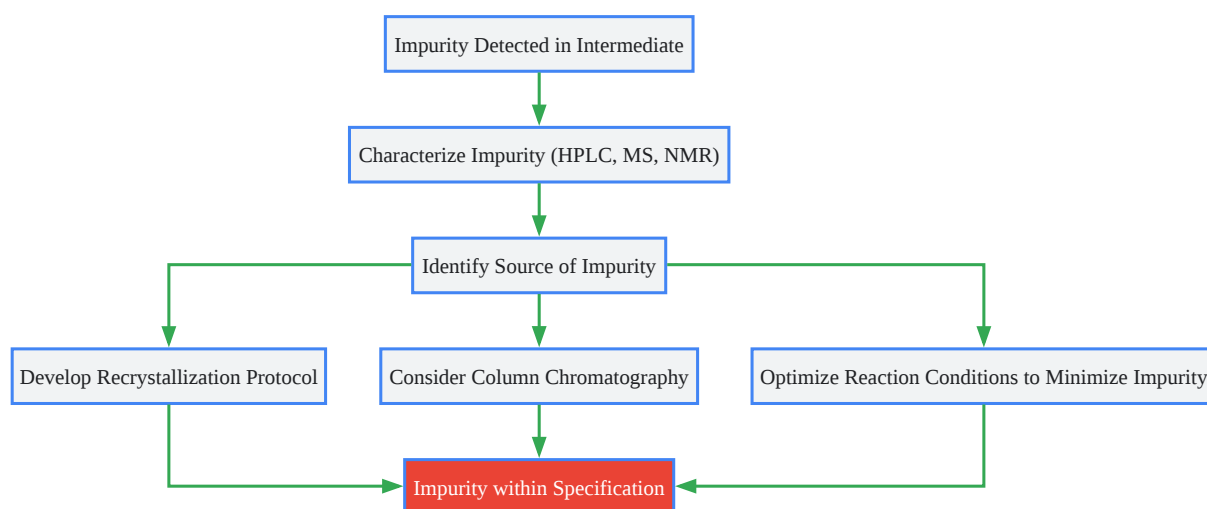 Impurity Detected in Intermediate
Characterize Impurity (HPLC, MS, NMR)
Identify Source of Impurity
Develop Recrystallization Protocol
Consider Column Chromatography
Optimize Reaction Conditions to Minimize Impurity
Impurity within Specification